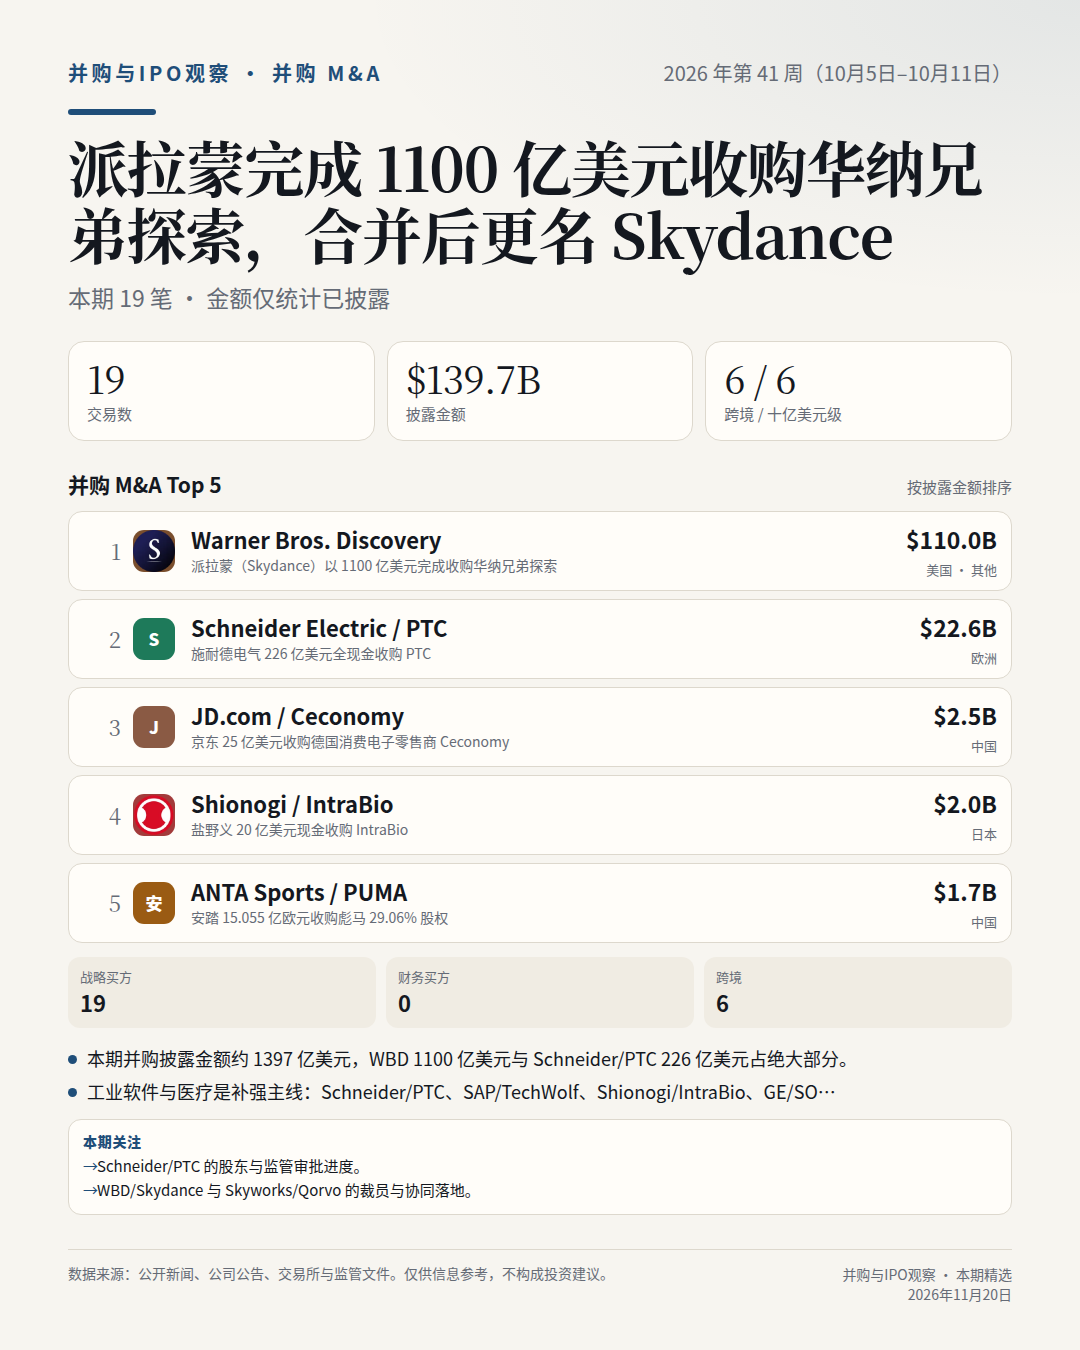 并购与IPO观察 · 并购 M&A
2026 年第 41 周（10月5日–10月11日）
派拉蒙完成 1100 亿美元收购华纳兄
弟探索，合并后更名 Skydance
本期 19 笔 · 金额仅统计已披露
19
交易数
$139.7B
披露金额
6 / 6
跨境 / 十亿美元级
并购 M&A Top 5
按披露金额排序
1
S
Warner Bros. Discovery
派拉蒙（Skydance）以 1100 亿美元完成收购华纳兄弟探索
$110.0B
美国 · 其他
2
S
Schneider Electric / PTC
施耐德电气 226 亿美元全现金收购 PTC
$22.6B
欧洲
3
J
JD.com / Ceconomy
京东 25 亿美元收购德国消费电子零售商 Ceconomy
$2.5B
中国
4
Shionogi / IntraBio
盐野义 20 亿美元现金收购 IntraBio
$2.0B
日本
5
安
ANTA Sports / PUMA
安踏 15.055 亿欧元收购彪马 29.06% 股权
$1.7B
中国
战略买方
19
财务买方
0
跨境
6
本期并购披露金额约 1397 亿美元，WBD 1100 亿美元与 Schneider/PTC 226 亿美元占绝大部分。
工业软件与医疗是补强主线：Schneider/PTC、SAP/TechWolf、Shionogi/IntraBio、GE/SO…
本期关注
→Schneider/PTC 的股东与监管审批进度。
→WBD/Skydance 与 Skyworks/Qorvo 的裁员与协同落地。
数据来源：公开新闻、公司公告、交易所与监管文件。仅供信息参考，不构成投资建议。
并购与IPO观察 · 本期精选
2026年11月20日